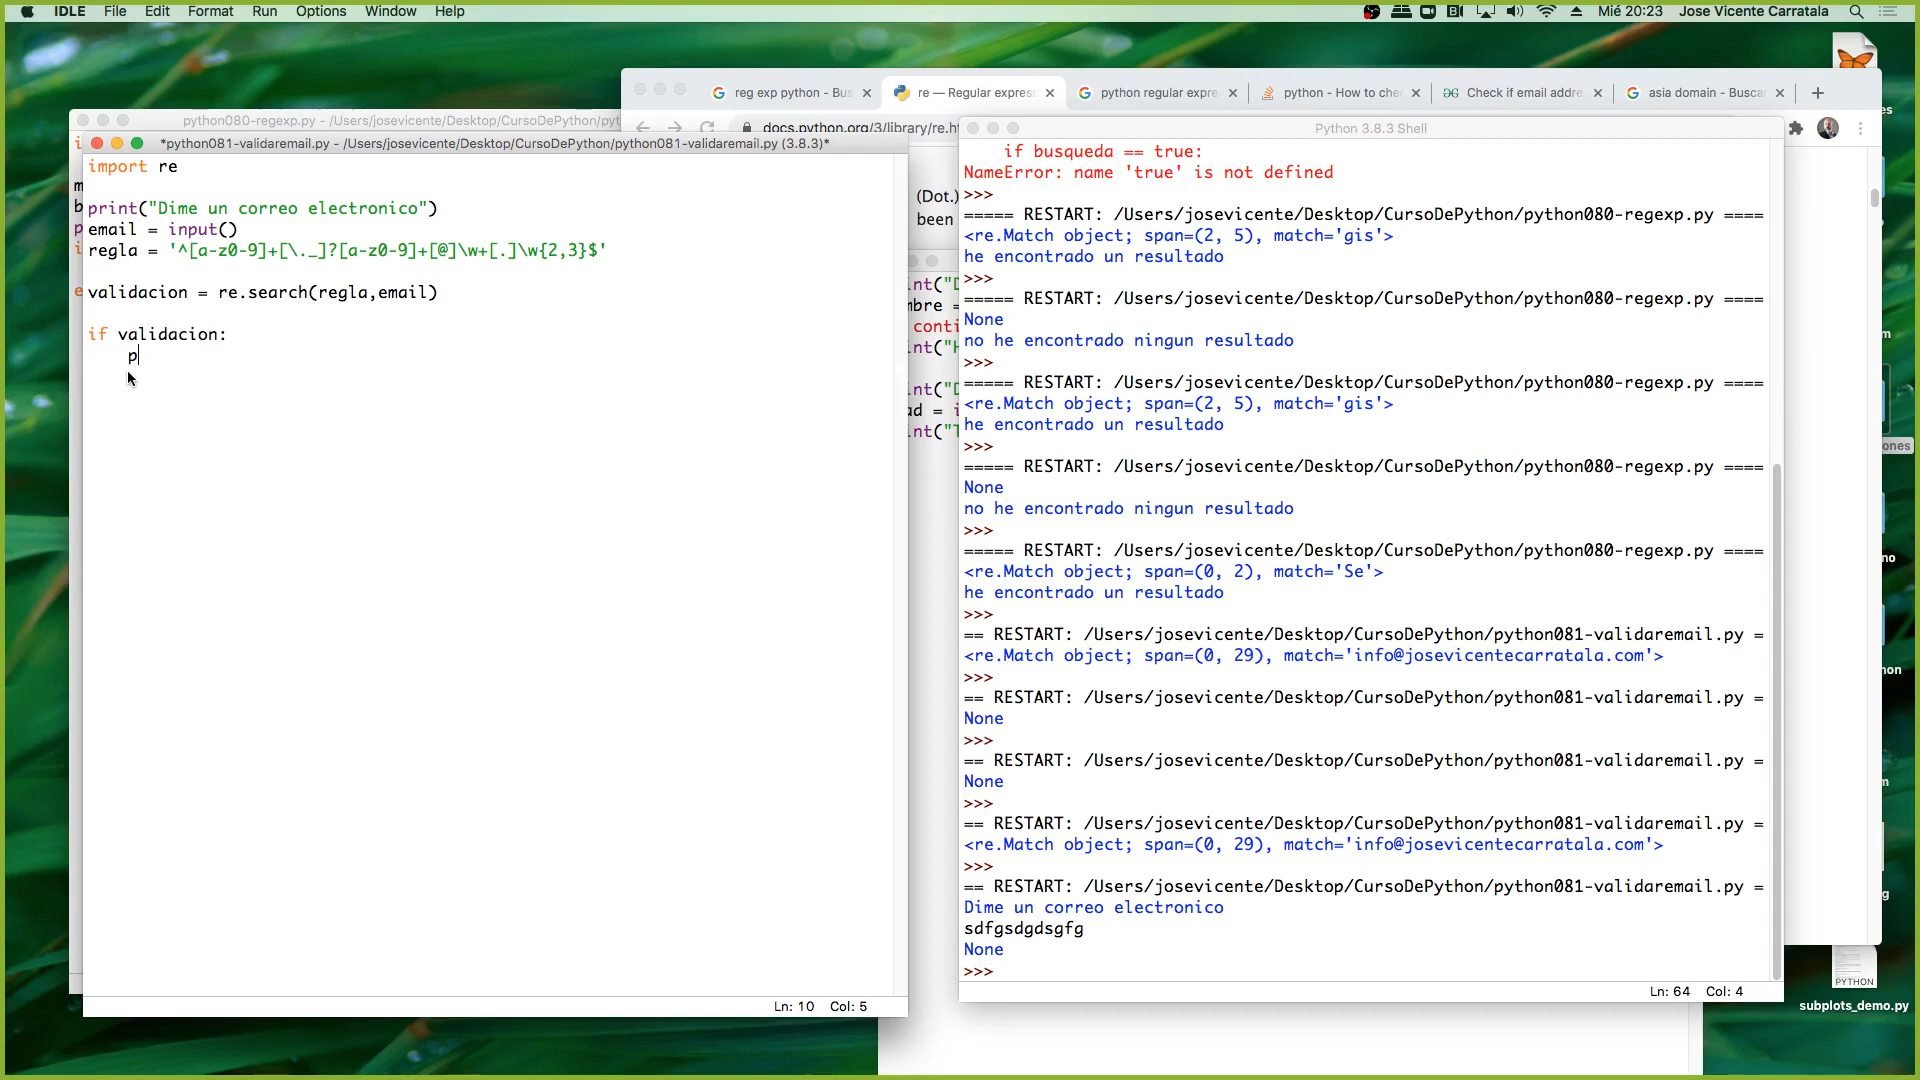 IDLE File Edit Format Run Options Window Help
Mié 20:23 Jose Vicente Carratala
reg exp python - Bus
re — Regular express
python regular expre
python - How to che
Check if email addre
asia domain - Busca
docs.python.org/3/library/re.ht
python080-regexp.py - /Users/josevicente/Desktop/CursoDePython/pyt
*python081-validaremail.py - /Users/josevicente/Desktop/CursoDePython/python081-validaremail.py (3.8.3)*
import re
print("Dime un correo electronico")
email = input()
regla = '^[a-z0-9]+[\._]?[a-z0-9]+[@]\w+[.]\w{2,3}$'
validacion = re.search(regla,email)
if validacion:
p
Ln: 10 Col: 5
(Dot.)
been
int("D
mbre =
conti
int("H
int("D
ad = i
int("T
Python 3.8.3 Shell
if busqueda == true:
NameError: name 'true' is not defined
>>>
===== RESTART: /Users/josevicente/Desktop/CursoDePython/python080-regexp.py ====
<re.Match object; span=(2, 5), match='gis'>
he encontrado un resultado
>>>
===== RESTART: /Users/josevicente/Desktop/CursoDePython/python080-regexp.py ====
None
no he encontrado ningun resultado
>>>
===== RESTART: /Users/josevicente/Desktop/CursoDePython/python080-regexp.py ====
<re.Match object; span=(2, 5), match='gis'>
he encontrado un resultado
>>>
===== RESTART: /Users/josevicente/Desktop/CursoDePython/python080-regexp.py ====
None
no he encontrado ningun resultado
>>>
===== RESTART: /Users/josevicente/Desktop/CursoDePython/python080-regexp.py ====
<re.Match object; span=(0, 2), match='Se'>
he encontrado un resultado
>>>
== RESTART: /Users/josevicente/Desktop/CursoDePython/python081-validaremail.py =
<re.Match object; span=(0, 29), match='info@josevicentecarratala.com'>
>>>
== RESTART: /Users/josevicente/Desktop/CursoDePython/python081-validaremail.py =
None
>>>
== RESTART: /Users/josevicente/Desktop/CursoDePython/python081-validaremail.py =
None
>>>
== RESTART: /Users/josevicente/Desktop/CursoDePython/python081-validaremail.py =
<re.Match object; span=(0, 29), match='info@josevicentecarratala.com'>
>>>
== RESTART: /Users/josevicente/Desktop/CursoDePython/python081-validaremail.py =
Dime un correo electronico
sdfgsdgdsgfg
None
>>>
Ln: 64 Col: 4
PYTHON
subplots_demo.py